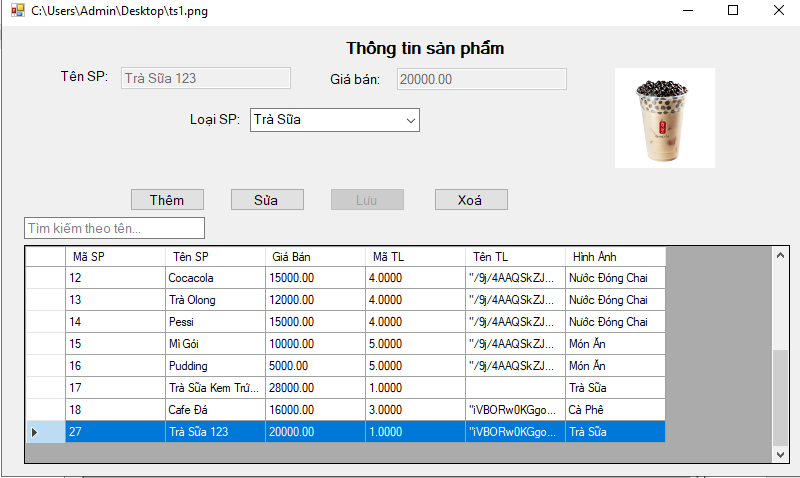 C:\Users\Admin\Desktop\ts1.png
Thông tin sản phẩm
Tên SP: Trà Sữa 123 Giá bán: 20000.00
Loại SP: Trà Sữa
Thêm Sửa Lưu Xoá
Tìm kiếm theo tên...
Mã SP Tên SP Giá Bán Mã TL Tên TL Hình Ảnh
12 Cocacola 15000.00 4.0000 "/9j/4AAQSkZJ... Nước Đóng Chai
13 Trà Olong 12000.00 4.0000 "/9j/4AAQSkZJ... Nước Đóng Chai
14 Pessi 15000.00 4.0000 "/9j/4AAQSkZJ... Nước Đóng Chai
15 Mì Gói 10000.00 5.0000 "/9j/4AAQSkZJ... Món Ăn
16 Pudding 5000.00 5.0000 "/9j/4AAQSkZJ... Món Ăn
17 Trà Sữa Kem Trứ... 28000.00 1.0000 Trà Sữa
18 Cafe Đá 16000.00 3.0000 "iVBORw0KGgo... Cà Phê
27 Trà Sữa 123 20000.00 1.0000 "iVBORw0KGgo... Trà Sữa